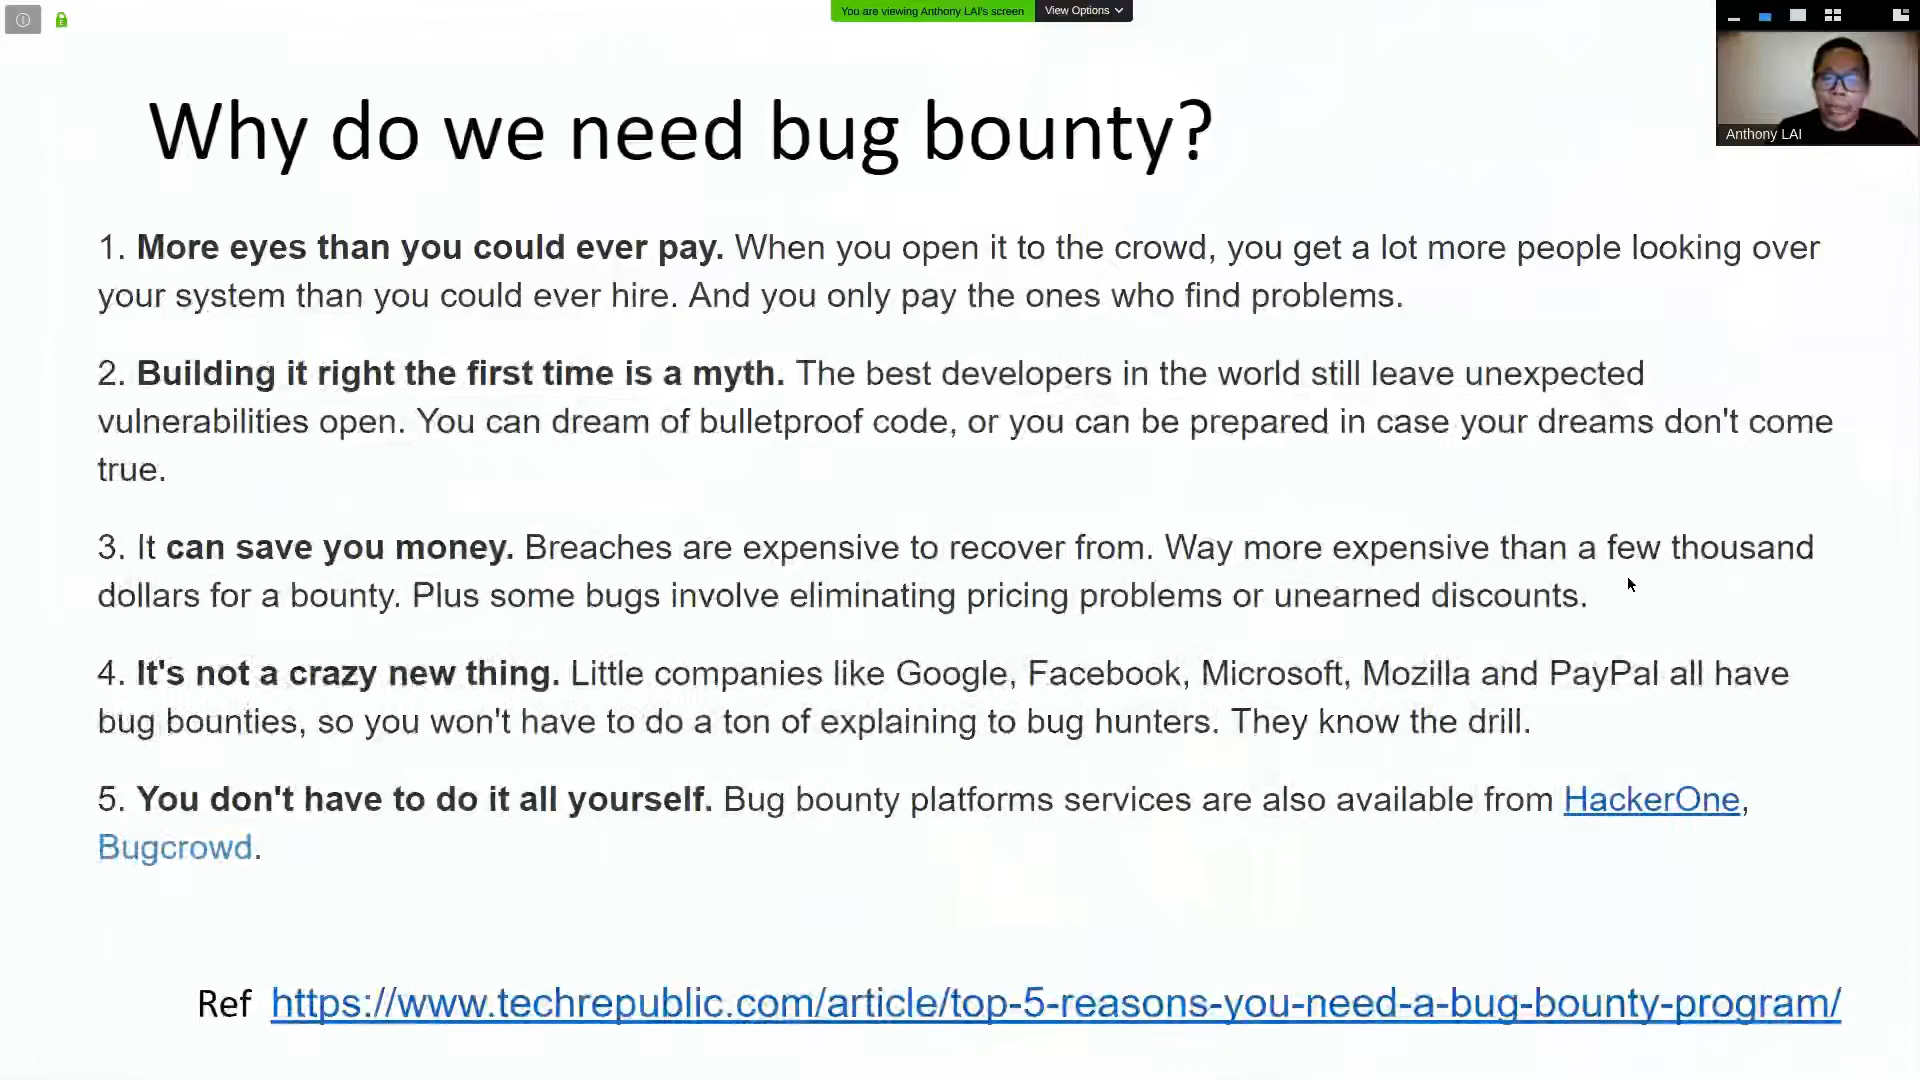 You are viewing Anthony LAI's screen
View Options
Anthony LAI
Why do we need bug bounty?
1. More eyes than you could ever pay. When you open it to the crowd, you get a lot more people looking over
your system than you could ever hire. And you only pay the ones who find problems.
2. Building it right the first time is a myth. The best developers in the world still leave unexpected
vulnerabilities open. You can dream of bulletproof code, or you can be prepared in case your dreams don't come
true.
3. It can save you money. Breaches are expensive to recover from. Way more expensive than a few thousand
dollars for a bounty. Plus some bugs involve eliminating pricing problems or unearned discounts.
4. It's not a crazy new thing. Little companies like Google, Facebook, Microsoft, Mozilla and PayPal all have
bug bounties, so you won't have to do a ton of explaining to bug hunters. They know the drill.
5. You don't have to do it all yourself. Bug bounty platforms services are also available from HackerOne,
Bugcrowd.
Ref https://www.techrepublic.com/article/top-5-reasons-you-need-a-bug-bounty-program/